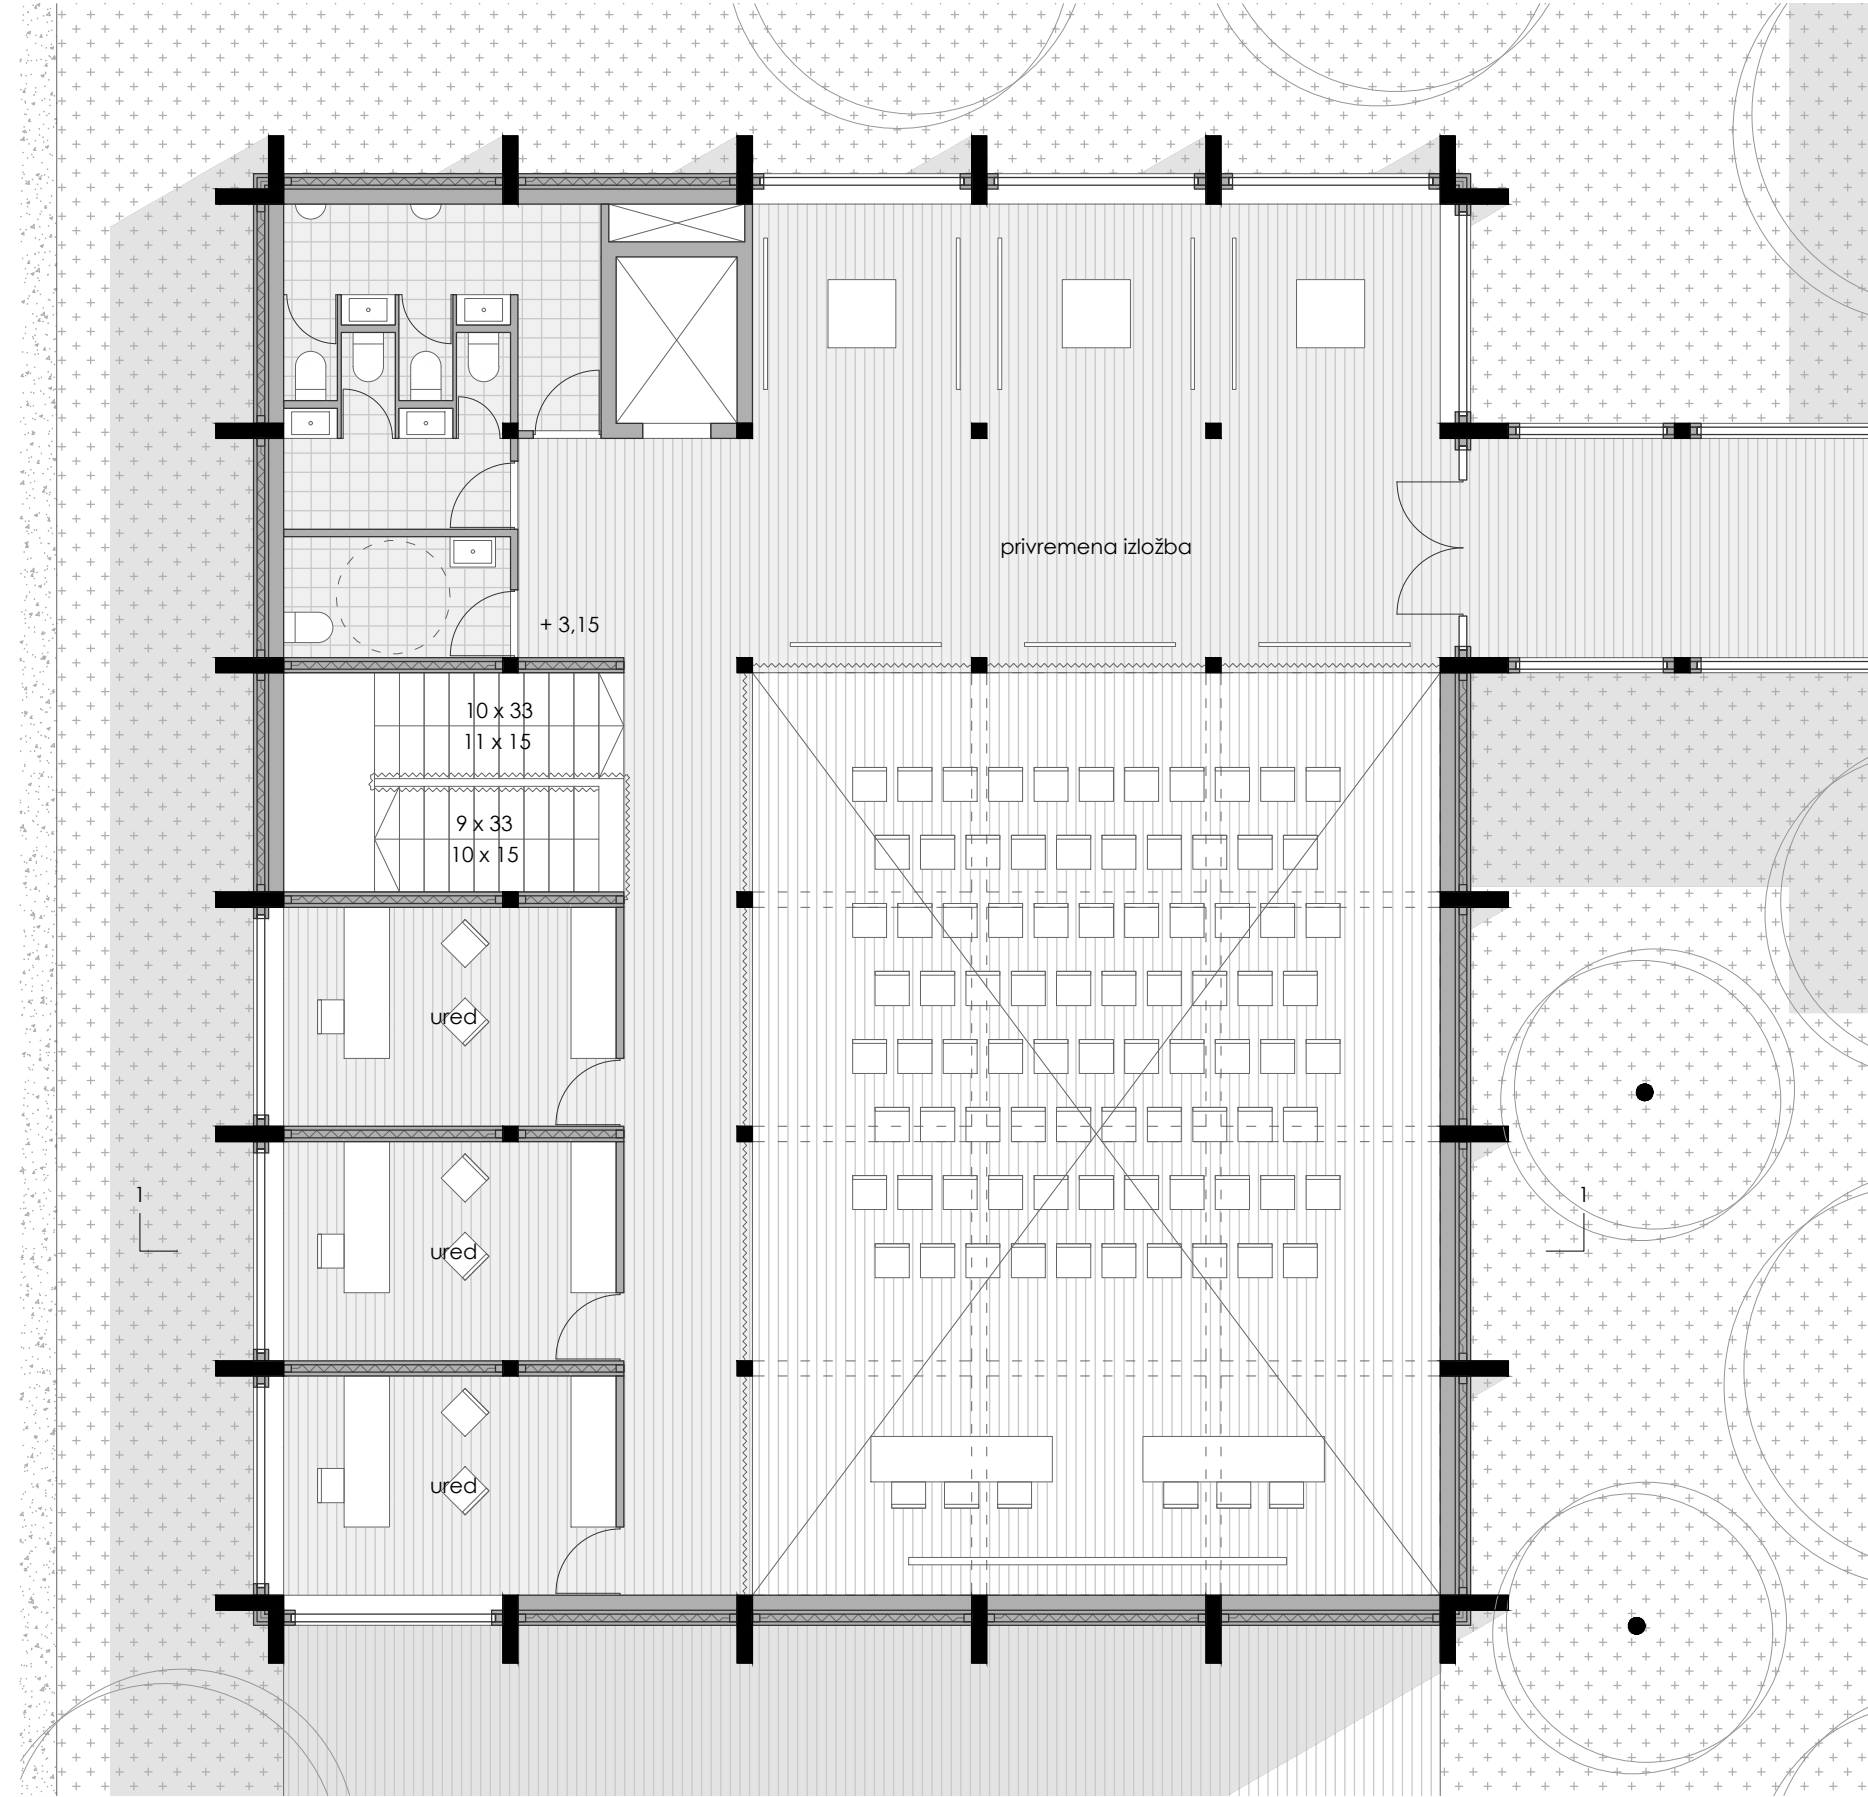 privremena izložba
+ 3,15
10 x 33
11 x 15
9 x 33
10 x 15
ured
1
1
ured
ured